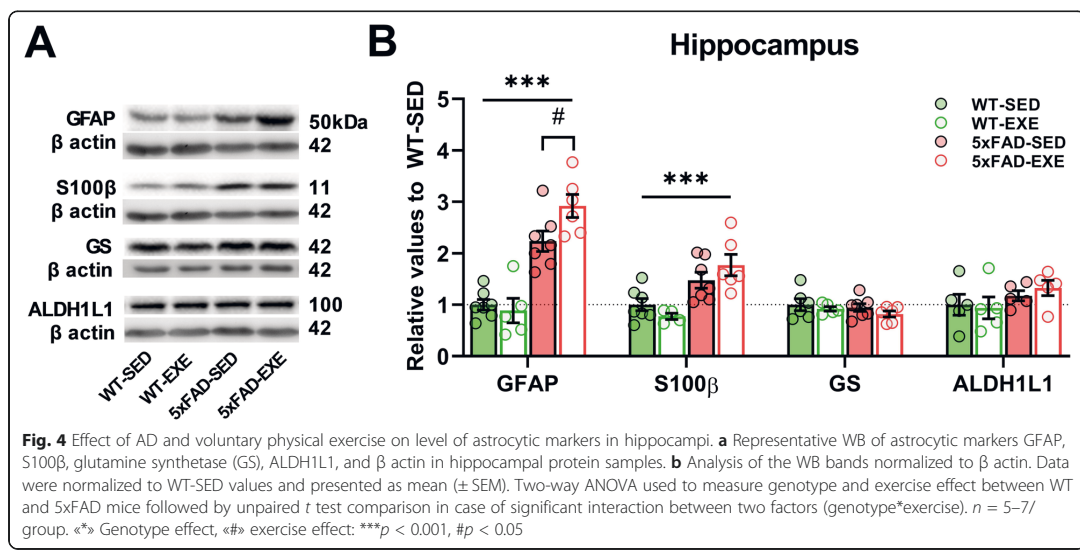 A
GFAP 50kDa
β actin 42
S100β 11
β actin 42
GS 42
β actin 42
ALDH1L1 100
β actin 42
WT-SED
WT-EXE
5xFAD-SED
5xFAD-EXE
B
Hippocampus
Relative values to WT-SED
5
4
3
2
1
0
***
#
***
GFAP S100β GS ALDH1L1
WT-SED
WT-EXE
5xFAD-SED
5xFAD-EXE
Fig. 4 Effect of AD and voluntary physical exercise on level of astrocytic markers in hippocampi. a Representative WB of astrocytic markers GFAP,
S100β, glutamine synthetase (GS), ALDH1L1, and β actin in hippocampal protein samples. b Analysis of the WB bands normalized to β actin. Data
were normalized to WT-SED values and presented as mean (± SEM). Two-way ANOVA used to measure genotype and exercise effect between WT
and 5xFAD mice followed by unpaired t test comparison in case of significant interaction between two factors (genotype*exercise). n = 5–7/
group. «*» Genotype effect, «#» exercise effect: ***p < 0.001, #p < 0.05